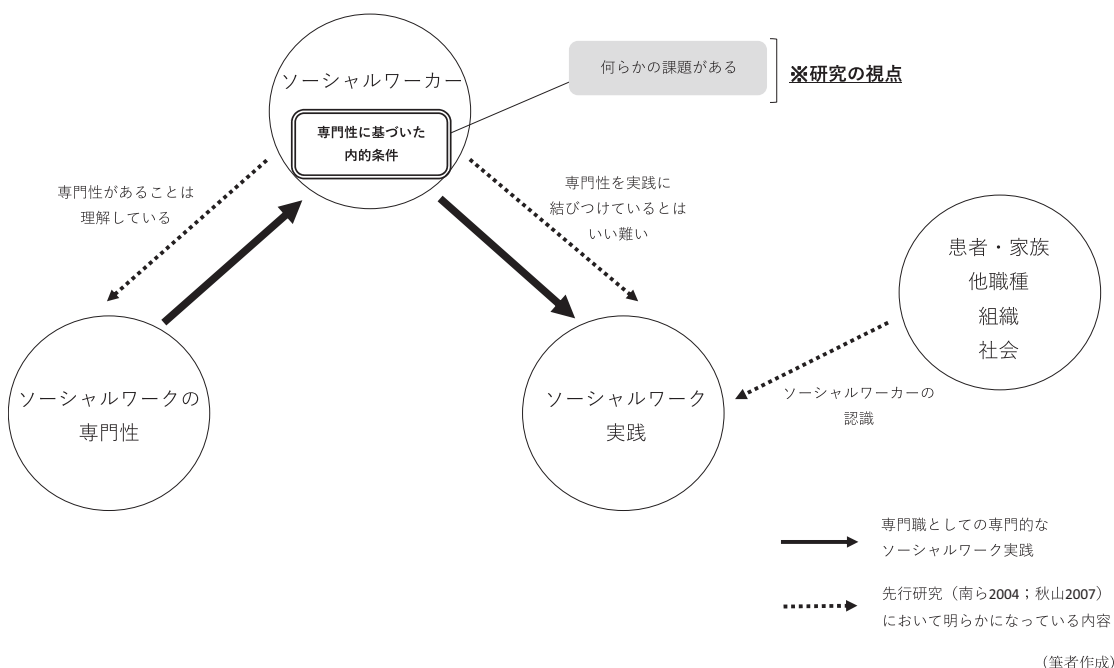 ソーシャルワーカー
専門性に基づいた
内的条件
何らかの課題がある
※研究の視点
専門性があることは
理解している
専門性を実践に
結びつけているとは
いい難い
患者・家族
他職種
組織
社会
ソーシャルワークの
専門性
ソーシャルワーク
実践
ソーシャルワーカーの
認識
専門職としての専門的な
ソーシャルワーク実践
先行研究（南ら2004；秋山2007）
において明らかになっている内容
（筆者作成）